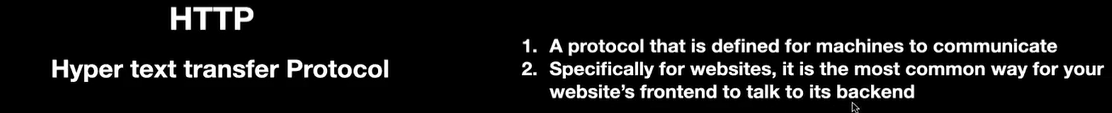 HTTP
Hyper text transfer Protocol
1. A protocol that is defined for machines to communicate
2. Specifically for websites, it is the most common way for your
website's frontend to talk to its backend